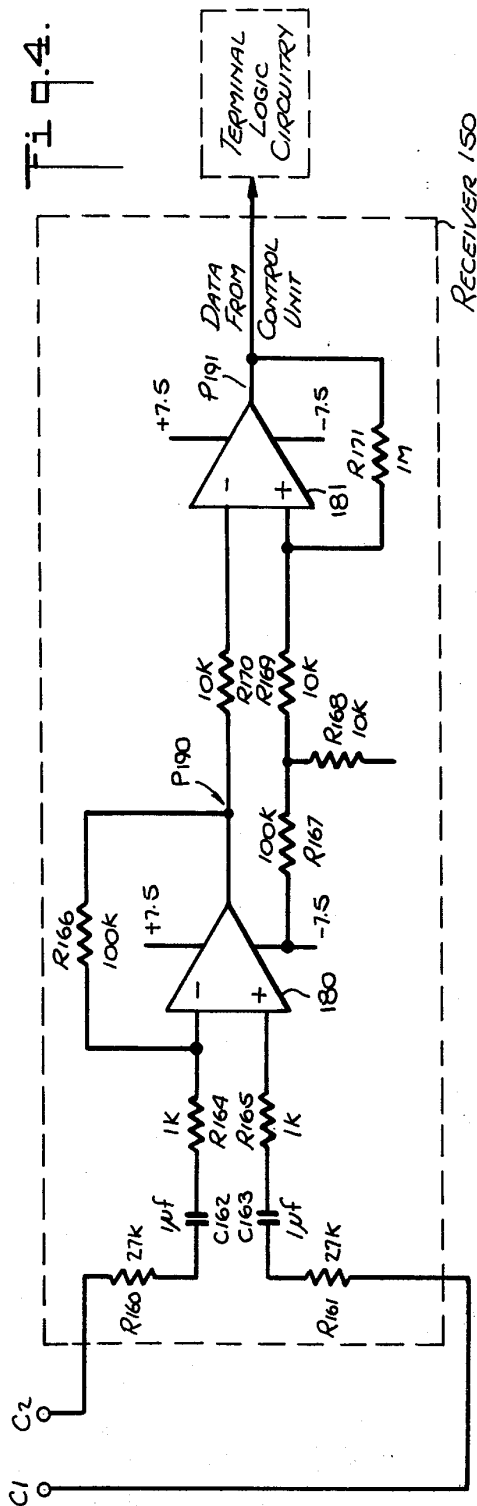 Fig.4.
C1
C2
R160
27K
R161
27K
1µf
C162
C163
1µf
1K
R164
R165
1K
R166
100K
+7.5
-7.5
180
P190
100K
R167
R168
10K
10K
R170
R169
10K
+7.5
-7.5
181
P191
R171
1M
DATA
FROM
CONTROL
UNIT
TERMINAL
LOGIC
CIRCUITRY
RECEIVER 150